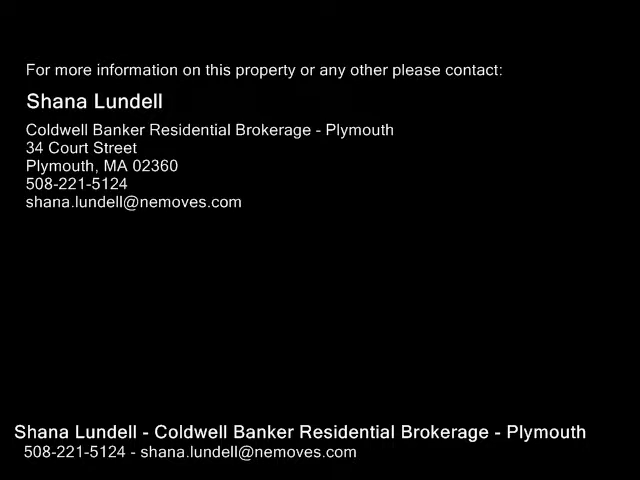 For more information on this property or any other please contact:
Shana Lundell
Coldwell Banker Residential Brokerage - Plymouth
34 Court Street
Plymouth, MA 02360
508-221-5124
shana.lundell@nemoves.com
Shana Lundell - Coldwell Banker Residential Brokerage - Plymouth
508-221-5124 - shana.lundell@nemoves.com